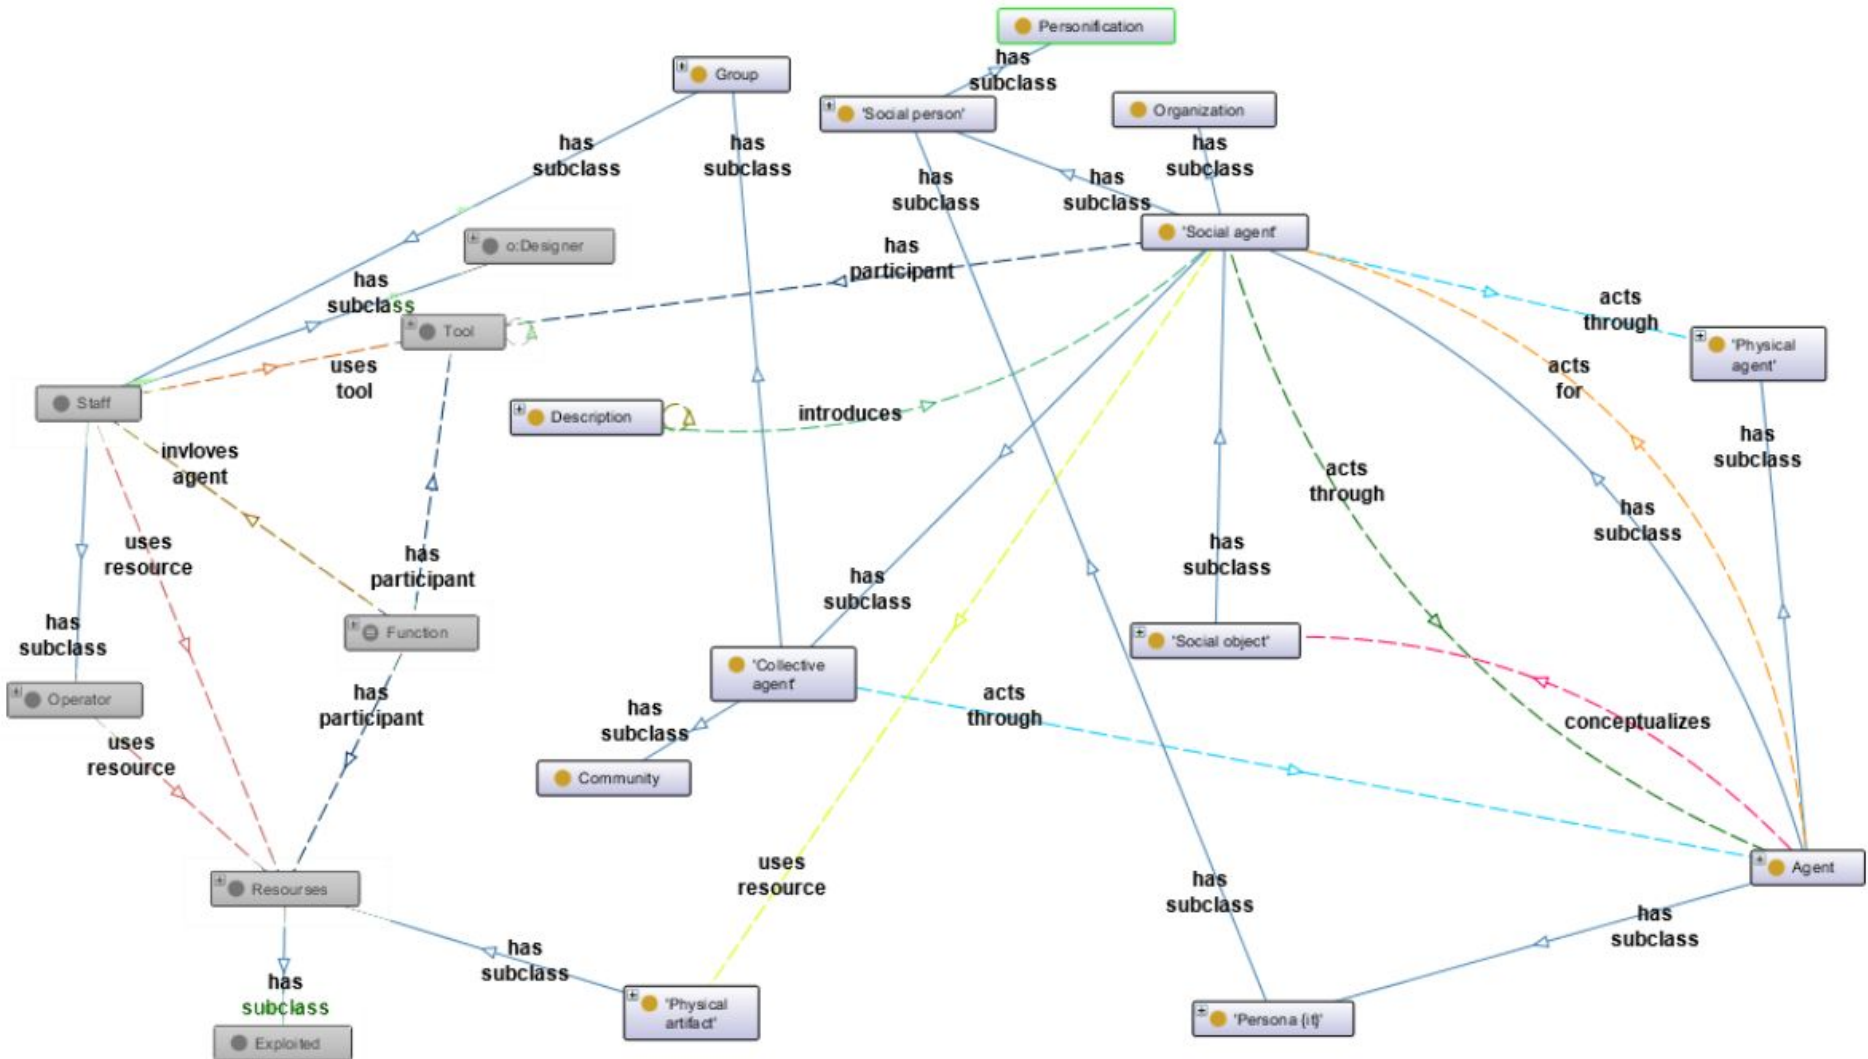 Personification
has
subclass
Group
'Social person'
Organization
has
subclass
has
subclass
has
subclass
has
subclass
has
subclass
'Social agent'
o:Designer
has
participant
has
subclass
acts
through
Tool
'Physical
agent'
uses
tool
acts
for
Staff
Description
introduces
has
subclass
invloves
agent
acts
through
has
subclass
uses
resource
has
subclass
has
participant
has
subclass
has
subclass
Function
'Social object'
'Collective
agent'
Operator
has
participant
has
subclass
acts
through
conceptualizes
uses
resource
Community
Agent
uses
resource
Resourses
has
subclass
has
subclass
has
subclass
has
subclass
'Physical
artifact'
'Persona {it}'
Exploited